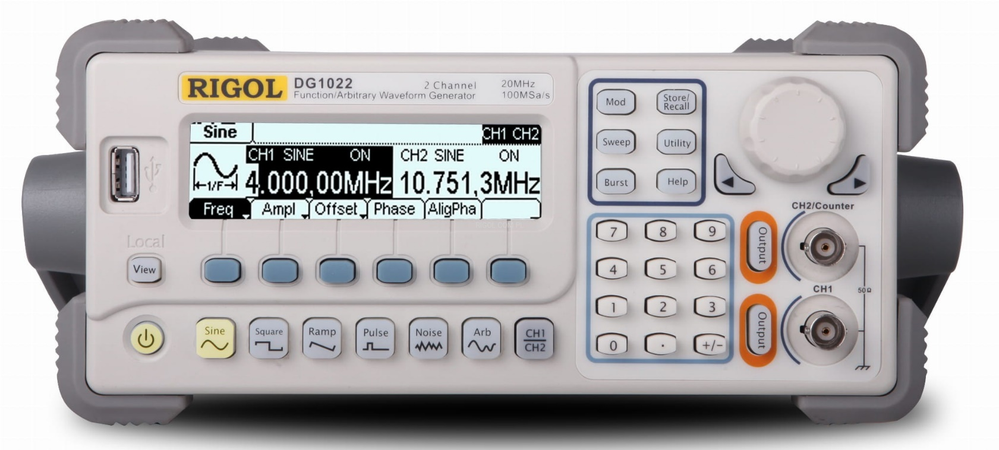 RIGOL DG1022 2 Channel 20MHz
Function/Arbitrary Waveform Generator 100MSa/s
Sine CH1 CH2
CH1 SINE ON CH2 SINE ON
4.000,00MHz 10.751,3MHz
1/F
Freq Ampl Offset Phase AligPha
Local
View
Sine Square Ramp Pulse Noise Arb CH1
CH2
Mod Store/
Recall
Sweep Utility
Burst Help
7 8 9
4 5 6
1 2 3
0 . +/-
CH2/Counter
Output
CH1
50Ω
Output